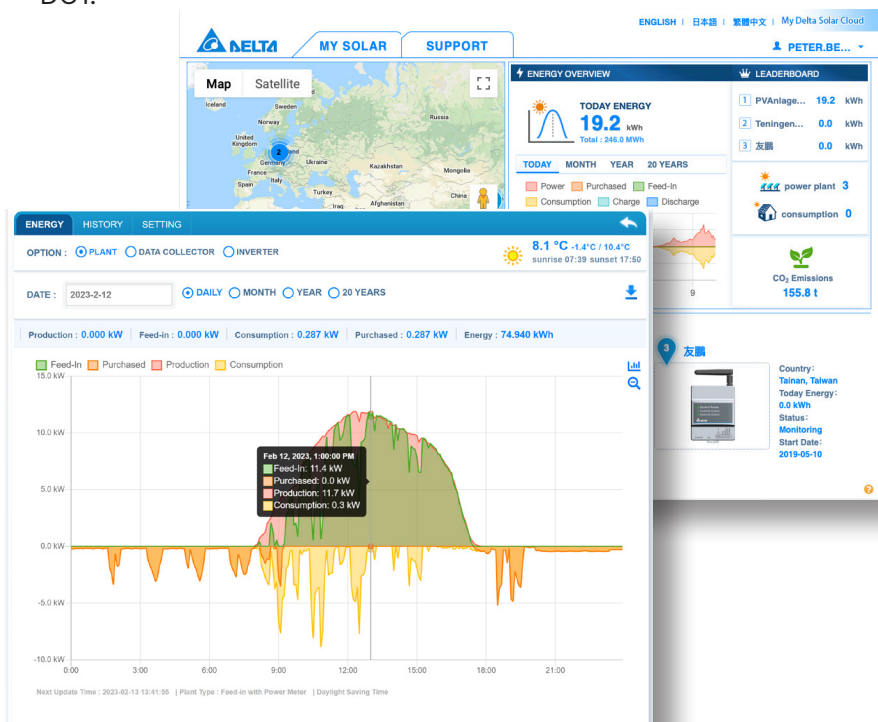 ENGLISH | 日本語 | 繁體中文 | My Delta Solar Cloud
DELTA
MY SOLAR
SUPPORT
PETER.BE...
Map
Satellite
Iceland
Sweden
Norway
Russia
United
Kingdom
Germany
Ukraine
France
Kazakhstan
Mongolia
Spain
Italy
Turkey
Afghanistan
China
Iraq
2
ENERGY OVERVIEW
TODAY ENERGY
19.2 kWh
Total : 246.0 MWh
TODAY MONTH YEAR 20 YEARS
Power Purchased Feed-In
Consumption Charge Discharge
9
LEADERBOARD
1 PVAnlage... 19.2 kWh
2 Teningen... 0.0 kWh
3 友鵬 0.0 kWh
power plant 3
consumption 0
CO₂ Emissions
155.8 t
3 友鵬
Country:
Tainan, Taiwan
Today Energy:
0.0 kWh
Status:
Monitoring
Start Date:
2019-05-10
ENERGY HISTORY SETTING
OPTION : PLANT DATA COLLECTOR INVERTER
8.1 °C -1.4°C / 10.4°C
sunrise 07:39 sunset 17:50
DATE : 2023-2-12 DAILY MONTH YEAR 20 YEARS
Production : 0.000 kW Feed-in : 0.000 kW Consumption : 0.287 kW Purchased : 0.287 kW Energy : 74.940 kWh
Feed-In Purchased Production Consumption
15.0 kW
10.0 kW
5.0 kW
0.0 kW
-5.0 kW
-10.0 kW
Feb 12, 2023, 1:00:00 PM
Feed-In: 11.4 kW
Purchased: 0.0 kW
Production: 11.7 kW
Consumption: 0.3 kW
0:00 3:00 6:00 9:00 12:00 15:00 18:00 21:00
Next Update Time : 2023-02-13 13:41:55 | Plant Type : Feed-in with Power Meter | Daylight Saving Time